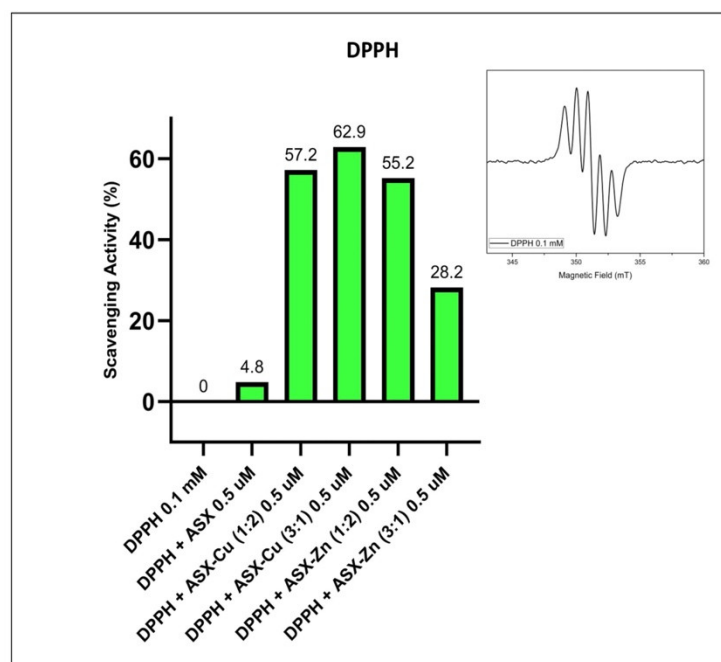 DPPH
Scavenging Activity (%)
60
40
20
0
0
4.8
57.2
62.9
55.2
28.2
DPPH 0.1 mM
DPPH + ASX 0.5 uM
DPPH + ASX-Cu (1:2) 0.5 uM
DPPH + ASX-Cu (3:1) 0.5 uM
DPPH + ASX-Zn (1:2) 0.5 uM
DPPH + ASX-Zn (3:1) 0.5 uM
DPPH 0.1 mM
345
350
355
360
Magnetic Field (mT)